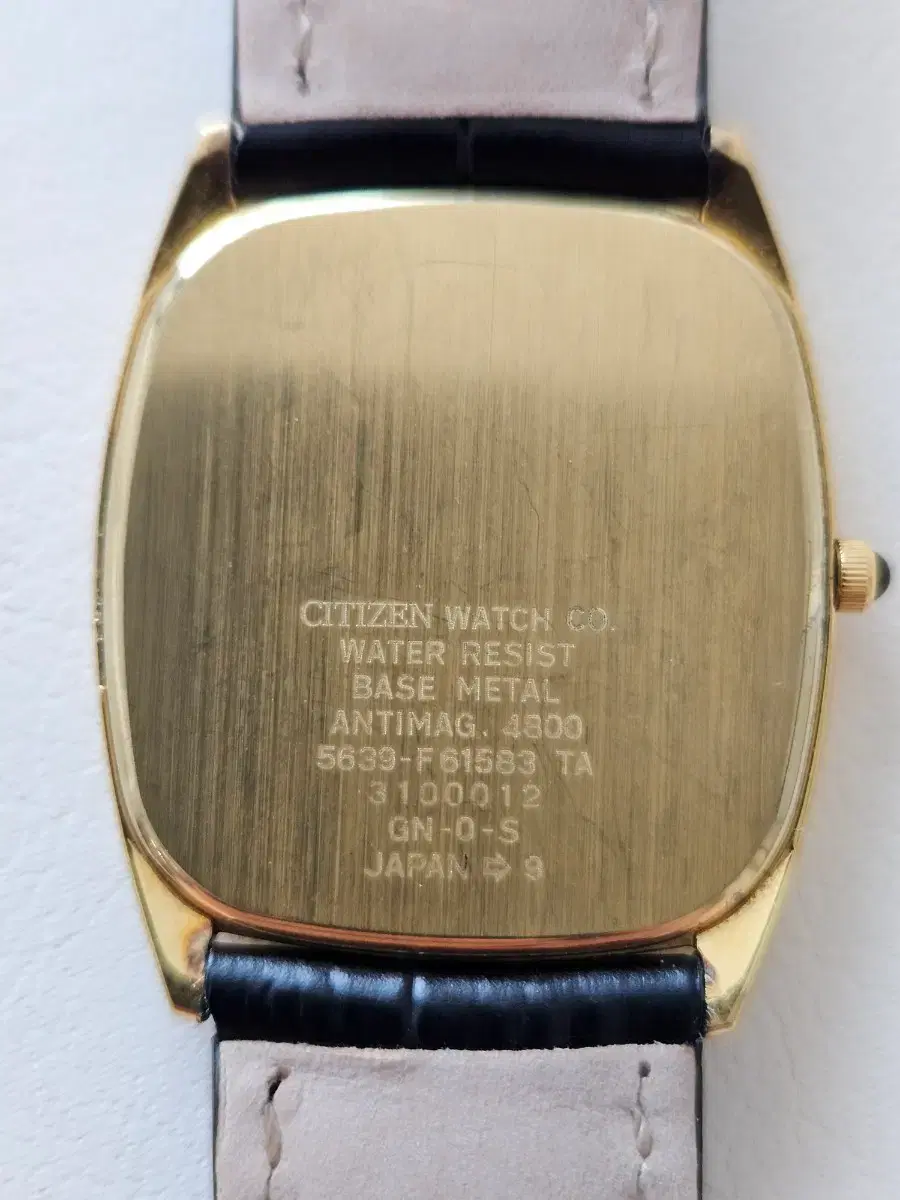 CITIZEN WATCH CO.
WATER RESIST
BASE METAL
ANTIMAG. 4800
5639-F61583 TA
3100012
GN-0-S
JAPAN ➩ 9